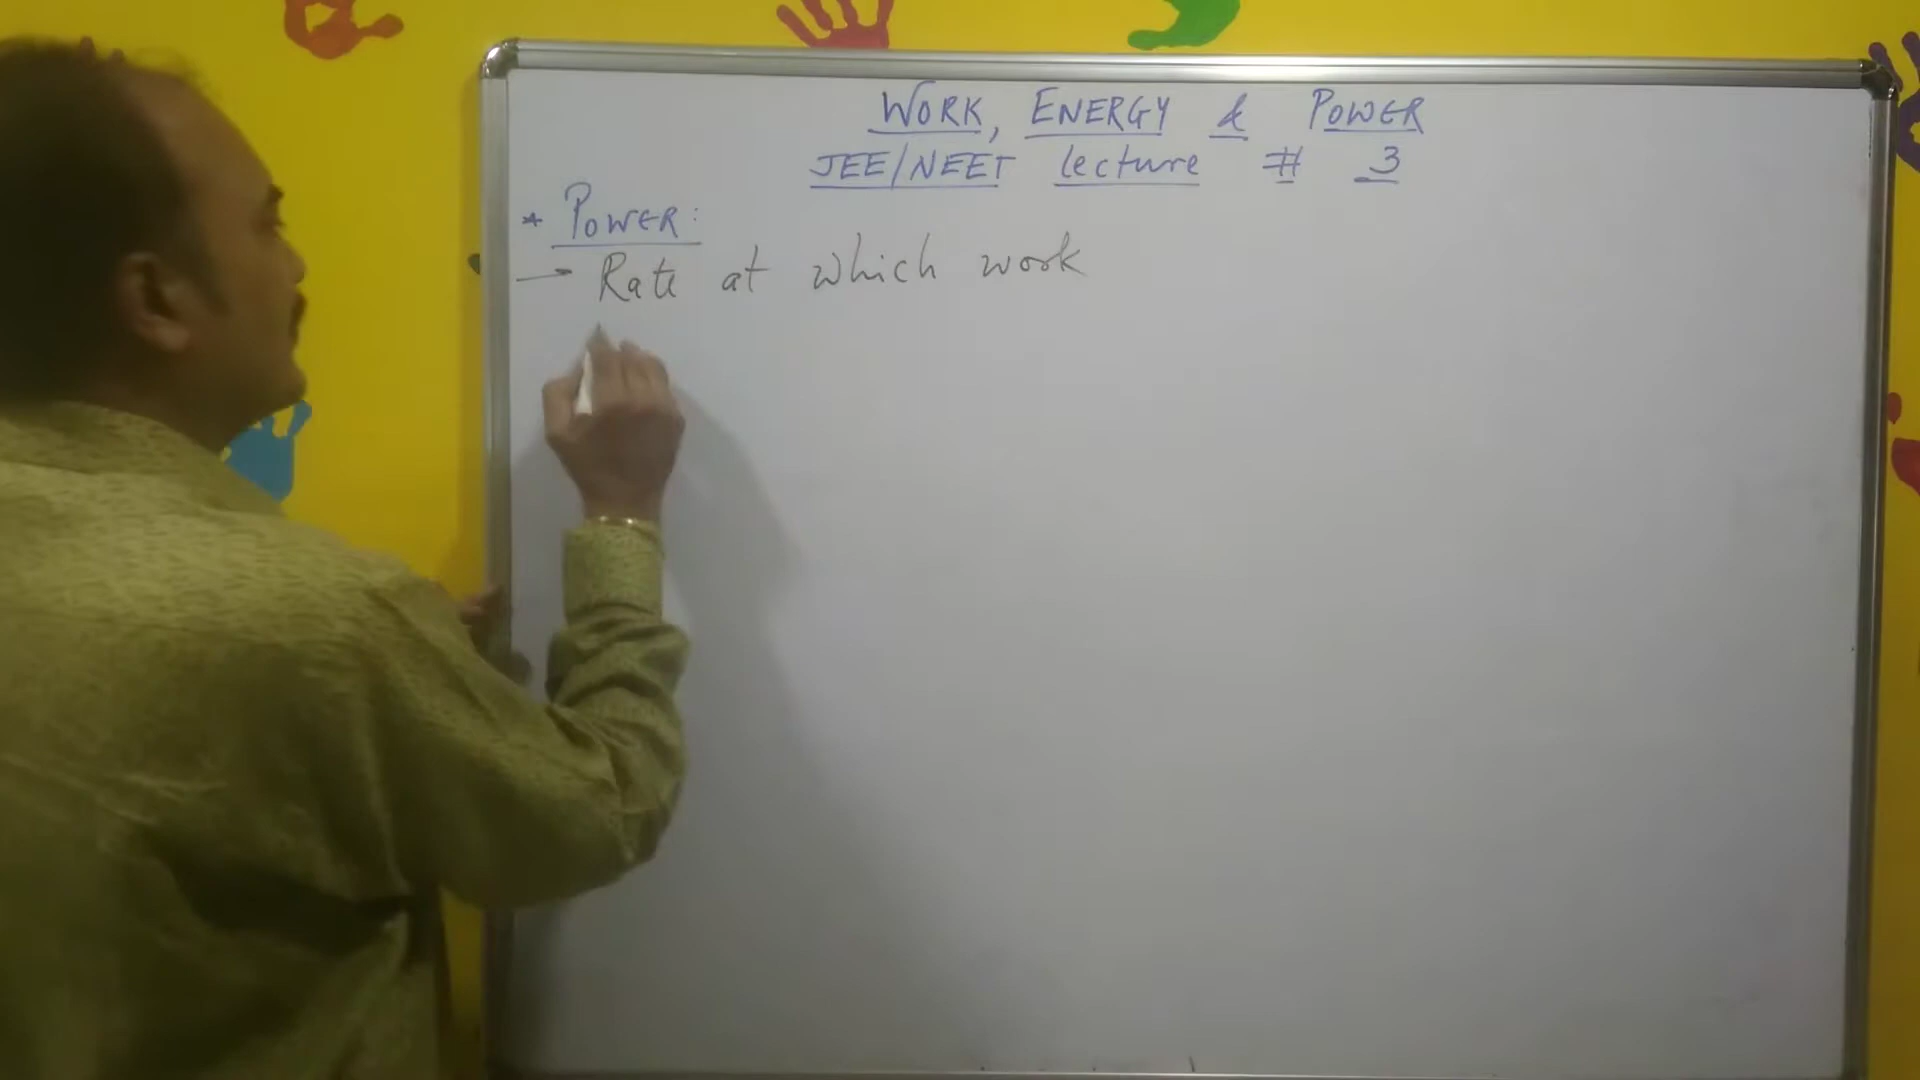 WORK, ENERGY & POWER
JEE/NEET lecture # 3
* POWER:
→ Rate at which work